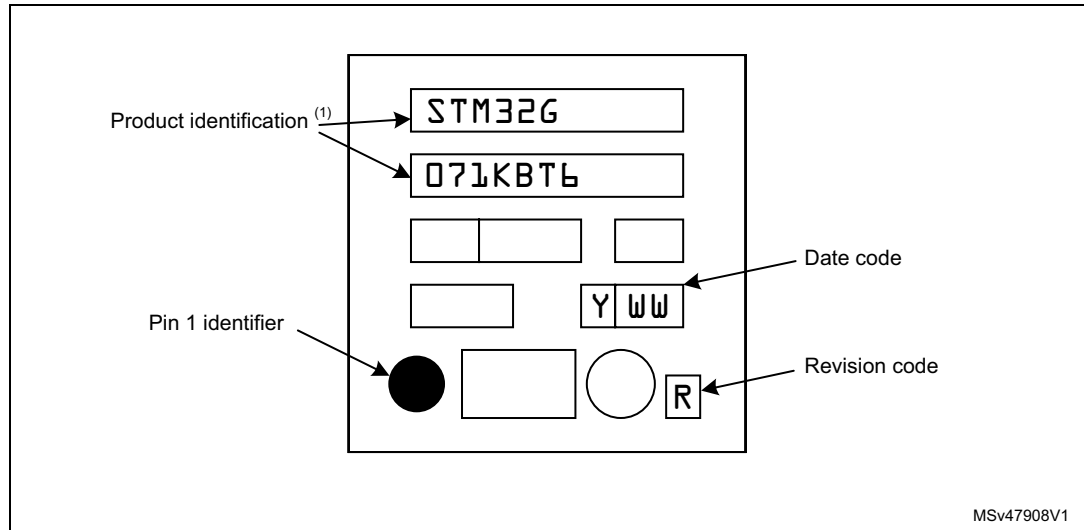 STM32G
Product identification (1)
071KBT6
Date code
Y WW
Pin 1 identifier
Revision code
R
MSv47908V1